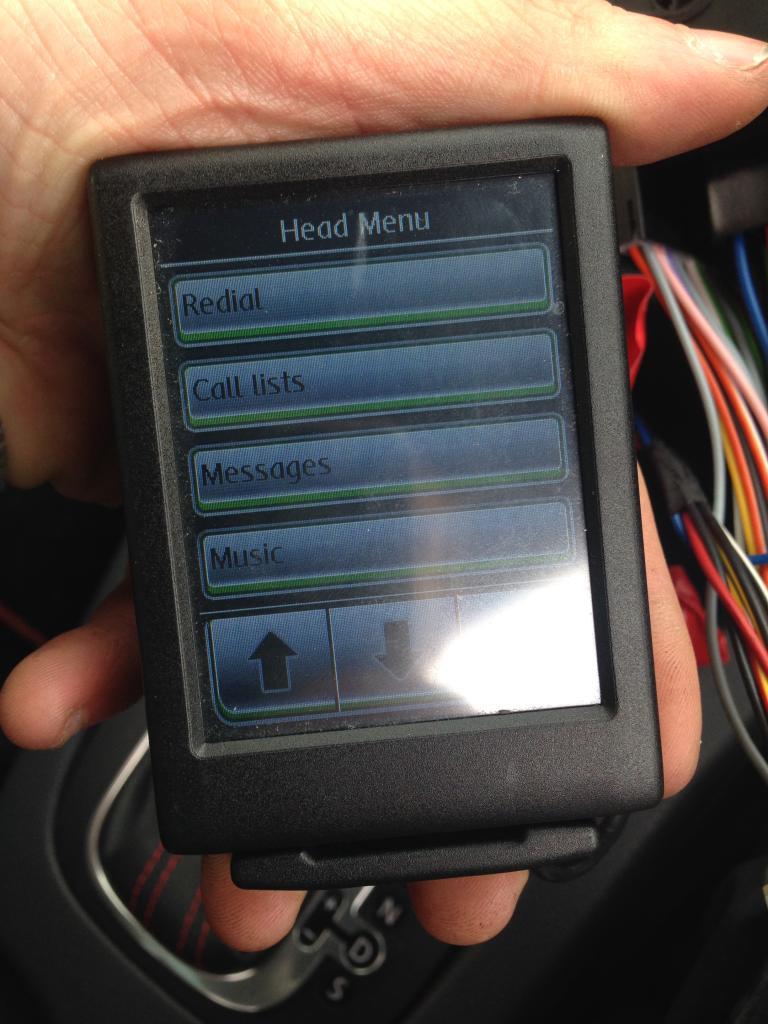 Head Menu
Redial
Call lists
Messages
Music
N
D
S